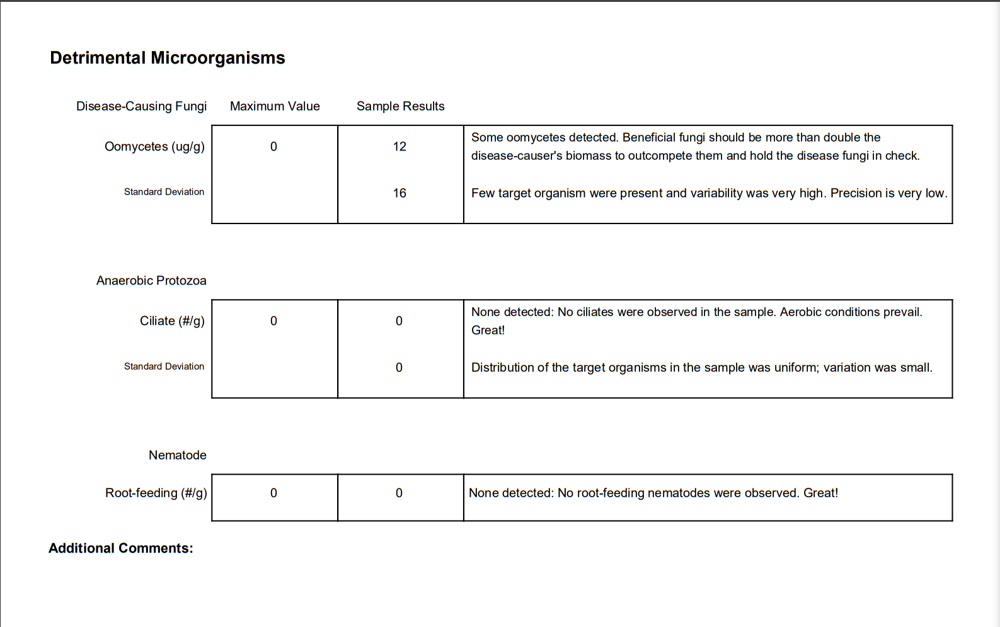 Detrimental Microorganisms
Disease-Causing Fungi Maximum Value Sample Results
Oomycetes (ug/g) 0 12 Some oomycetes detected. Beneficial fungi should be more than double the
disease-causer's biomass to outcompete them and hold the disease fungi in check.
Standard Deviation 16 Few target organism were present and variability was very high. Precision is very low.
Anaerobic Protozoa
Ciliate (#/g) 0 0 None detected: No ciliates were observed in the sample. Aerobic conditions prevail.
Great!
Standard Deviation 0 Distribution of the target organisms in the sample was uniform; variation was small.
Nematode
Root-feeding (#/g) 0 0 None detected: No root-feeding nematodes were observed. Great!
Additional Comments: